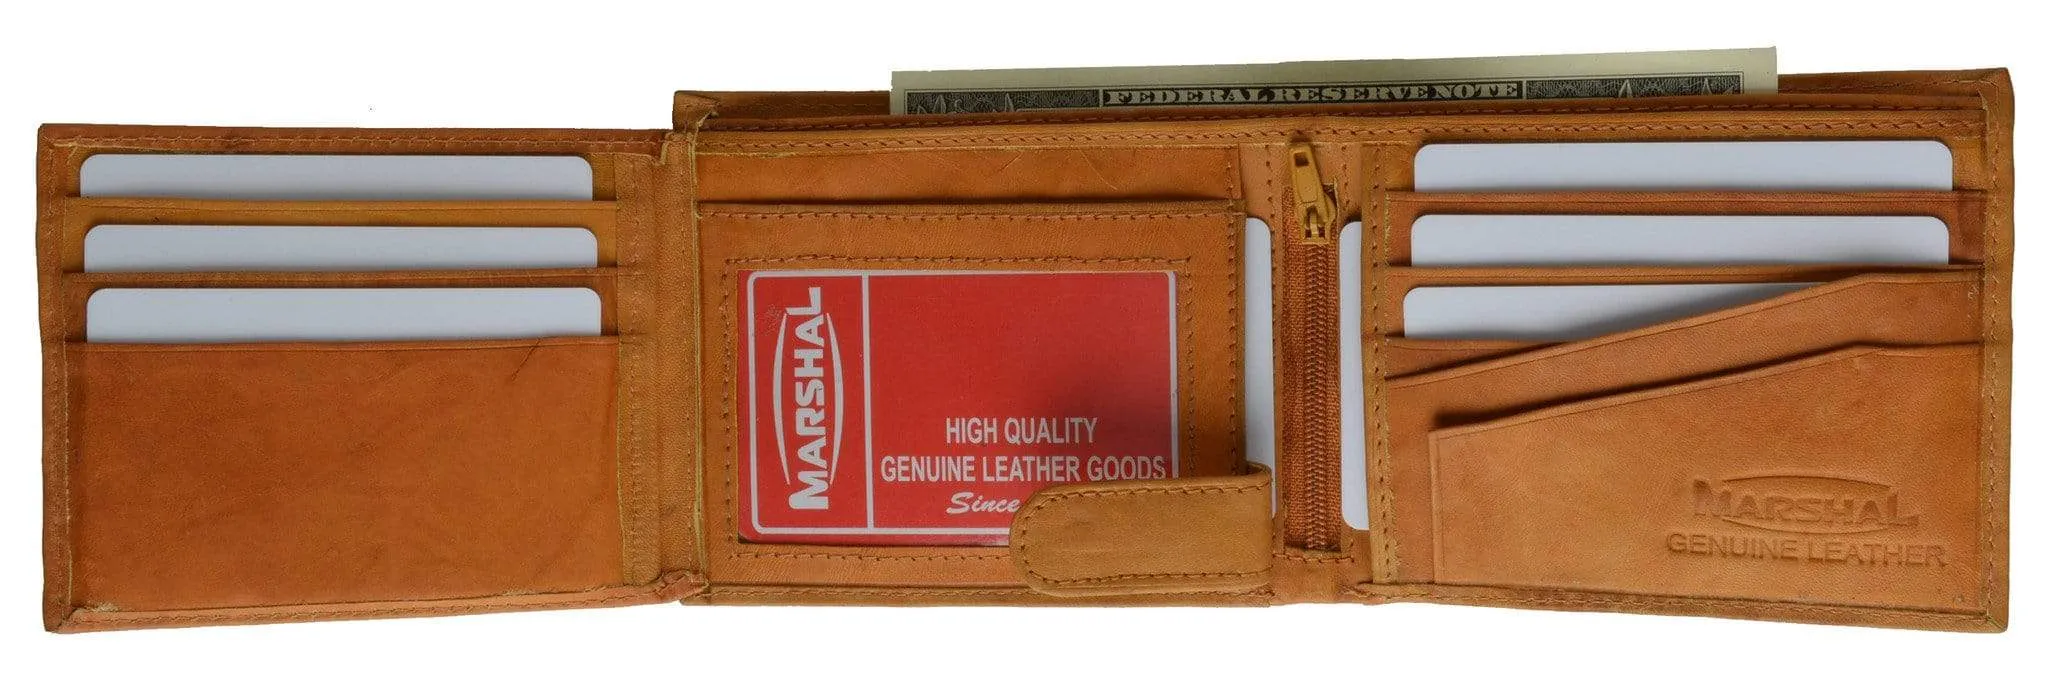 FEDERAL RESERVE NOTE
MARSHAL
HIGH QUALITY
GENUINE LEATHER GOODS
Since
MARSHAL
GENUINE LEATHER